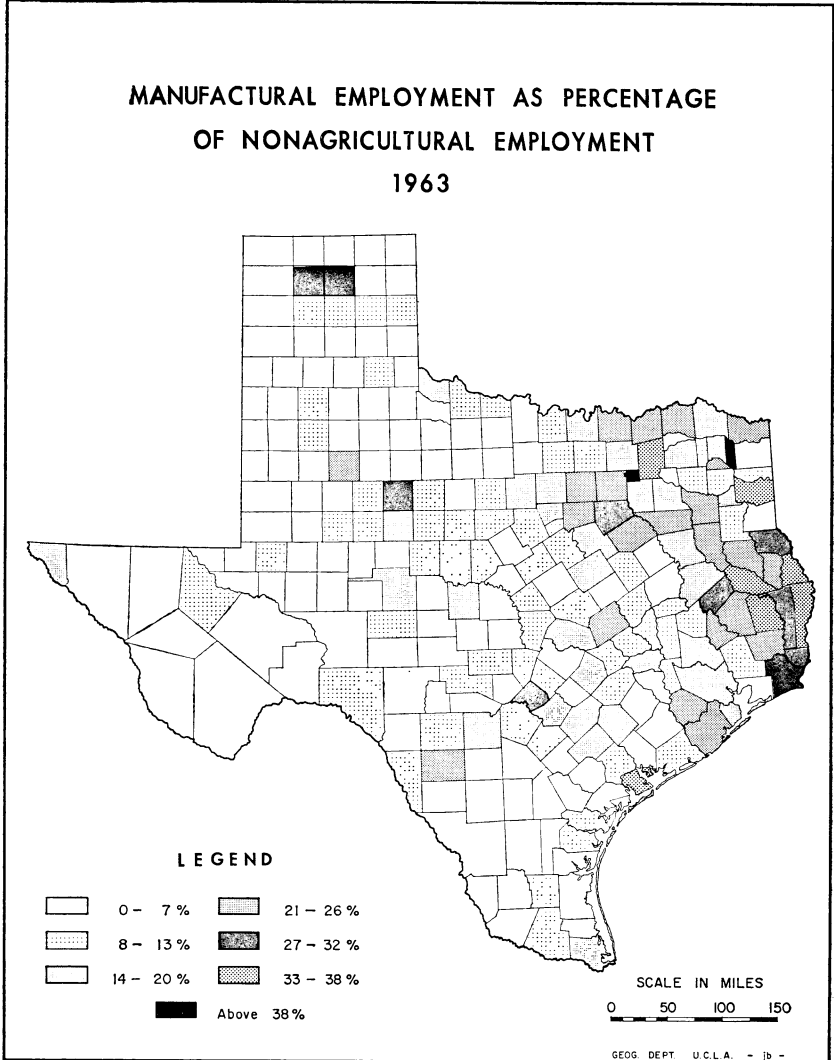 MANUFACTURAL EMPLOYMENT AS PERCENTAGE
OF NONAGRICULTURAL EMPLOYMENT
1963
LEGEND
0 – 7 %
21 – 26 %
8 – 13 %
27 – 32 %
14 – 20 %
33 – 38 %
Above 38 %
SCALE IN MILES
0 50 100 150
GEOG. DEPT. U.C.L.A. - jb -